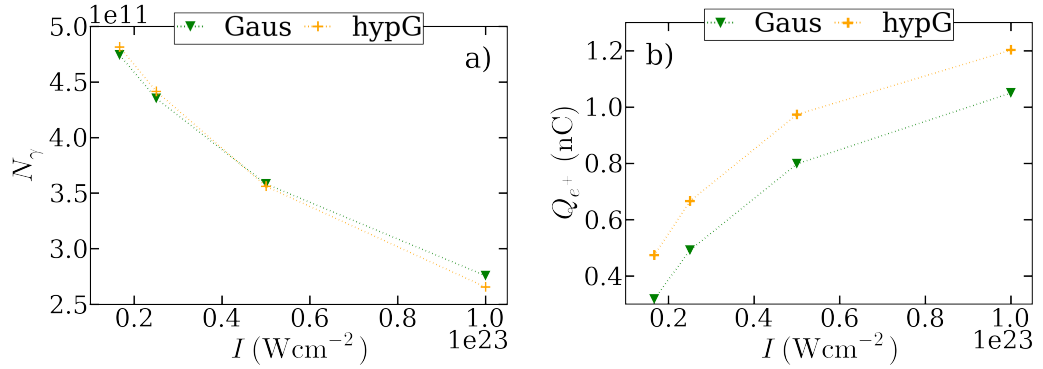 1e11
Gaus hypG
a)
5.0
4.5
4.0
3.5
3.0
2.5
N_γ
0.2 0.4 0.6 0.8 1.0
1e23
I (Wcm⁻²)
Gaus hypG
b)
1.2
1.0
0.8
0.6
0.4
Q_{e⁺} (nC)
0.2 0.4 0.6 0.8 1.0
1e23
I (Wcm⁻²)